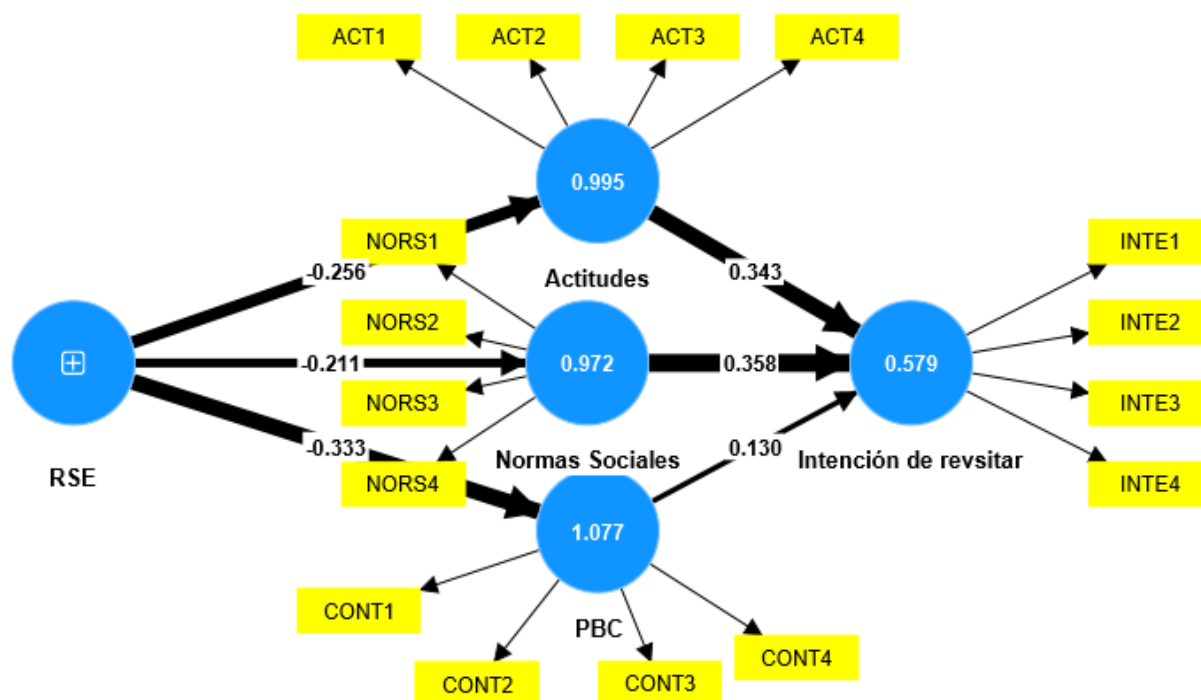 ACT1
ACT2
ACT3
ACT4
0.995
Actitudes
NORS1
NORS2
NORS3
NORS4
-0.256
-0.211
-0.333
RSE
0.972
Normas Sociales
0.343
0.358
0.130
0.579
Intención de revsitar
INTE1
INTE2
INTE3
INTE4
1.077
PBC
CONT1
CONT2
CONT3
CONT4